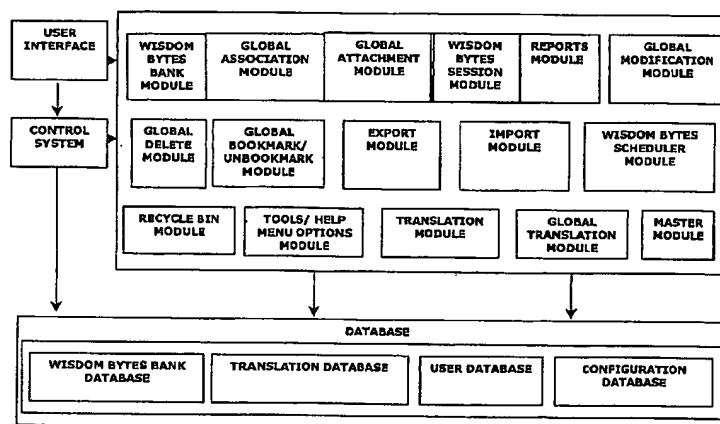 USER
INTERFACE
WISDOM
BYTES
BANK
MODULE
GLOBAL
ASSOCIATION
MODULE
GLOBAL
ATTACHMENT
MODULE
WISDOM
BYTES
SESSION
MODULE
REPORTS
MODULE
GLOBAL
MODIFICATION
MODULE
CONTROL
SYSTEM
GLOBAL
DELETE
MODULE
GLOBAL
BOOKMARK/
UNBOOKMARK
MODULE
EXPORT
MODULE
IMPORT
MODULE
WISDOM BYTES
SCHEDULER
MODULE
RECYCLE BIN
MODULE
TOOLS/ HELP
MENU OPTIONS
MODULE
TRANSLATION
MODULE
GLOBAL
TRANSLATION
MODULE
MASTER
MODULE
DATABASE
WISDOM BYTES BANK
DATABASE
TRANSLATION DATABASE
USER DATABASE
CONFIGURATION
DATABASE